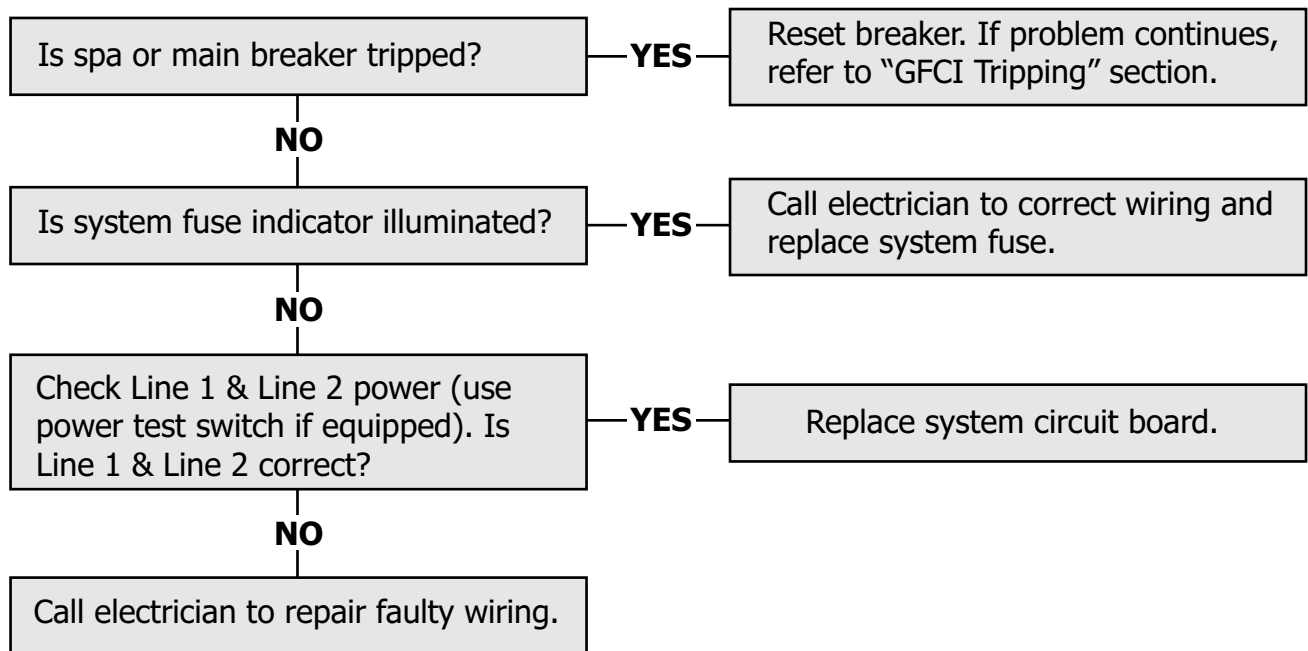 Is spa or main breaker tripped?
YES
Reset breaker. If problem continues,
refer to “GFCI Tripping” section.
NO
Is system fuse indicator illuminated?
YES
Call electrician to correct wiring and
replace system fuse.
NO
Check Line 1 & Line 2 power (use
power test switch if equipped). Is
Line 1 & Line 2 correct?
YES
Replace system circuit board.
NO
Call electrician to repair faulty wiring.